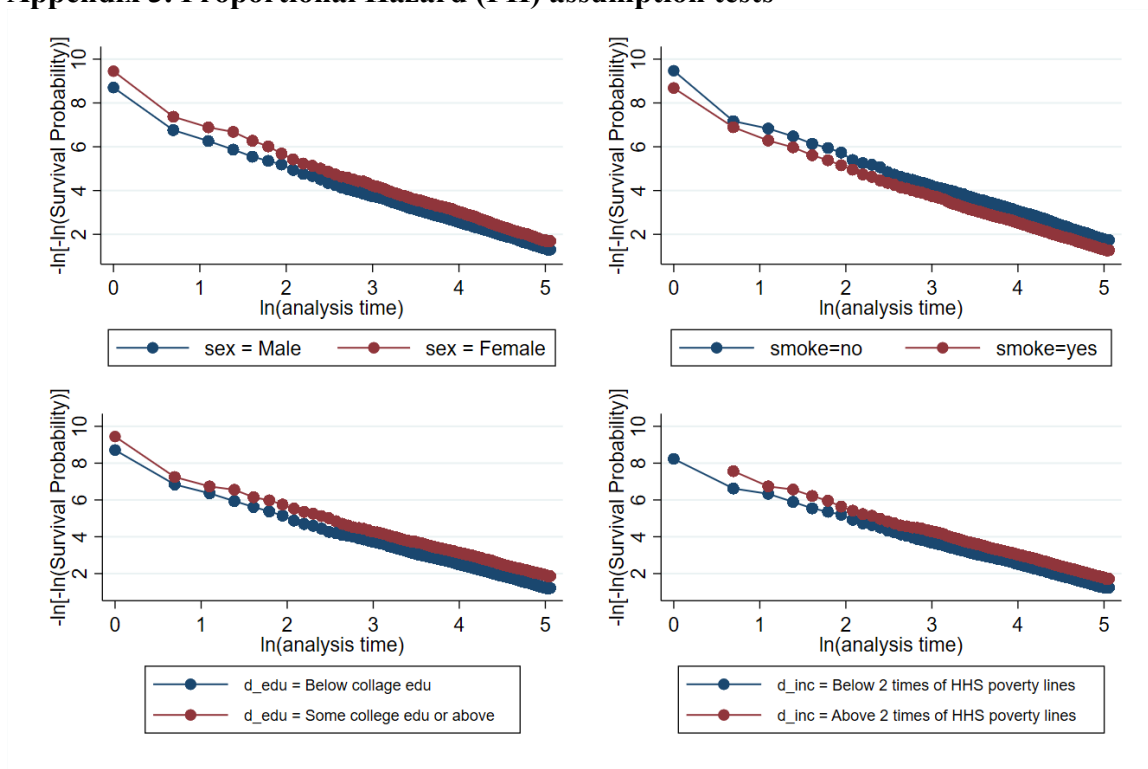 Appendix Proportional Hazard (PH) assumption tests
-ln[-ln(Survival Probability)]
10
8
6
4
2
0 1 2 3 4 5
ln(analysis time)
sex = Male sex = Female
-ln[-ln(Survival Probability)]
10
8
6
4
2
0 1 2 3 4 5
ln(analysis time)
smoke=no smoke=yes
-ln[-ln(Survival Probability)]
10
8
6
4
2
0 1 2 3 4 5
ln(analysis time)
d_edu = Below collage edu
d_edu = Some college edu or above
-ln[-ln(Survival Probability)]
10
8
6
4
2
0 1 2 3 4 5
ln(analysis time)
d_inc = Below 2 times of HHS poverty lines
d_inc = Above 2 times of HHS poverty lines